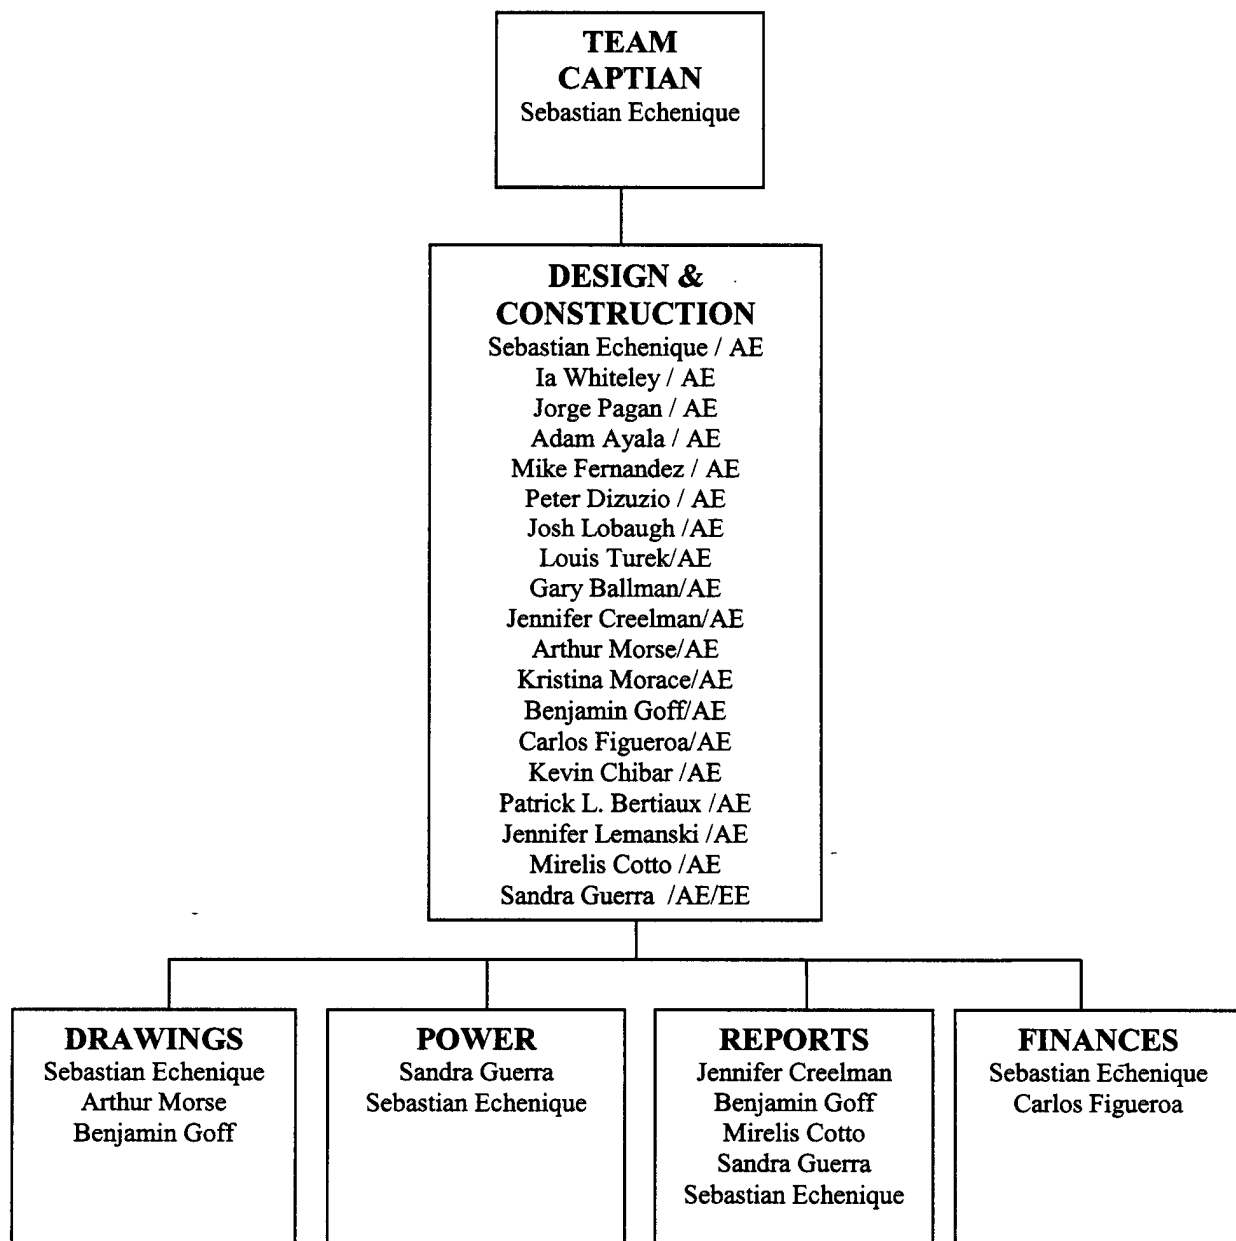 TEAM
CAPTIAN
Sebastian Echenique
DESIGN &
CONSTRUCTION
Sebastian Echenique / AE
Ia Whiteley / AE
Jorge Pagan / AE
Adam Ayala / AE
Mike Fernandez / AE
Peter Dizuzio / AE
Josh Lobaugh /AE
Louis Turek/AE
Gary Ballman/AE
Jennifer Creelman/AE
Arthur Morse/AE
Kristina Morace/AE
Benjamin Goff/AE
Carlos Figueroa/AE
Kevin Chibar /AE
Patrick L. Bertiaux /AE
Jennifer Lemanski /AE
Mirelis Cotto /AE
Sandra Guerra /AE/EE
DRAWINGS
Sebastian Echenique
Arthur Morse
Benjamin Goff
POWER
Sandra Guerra
Sebastian Echenique
REPORTS
Jennifer Creelman
Benjamin Goff
Mirelis Cotto
Sandra Guerra
Sebastian Echenique
FINANCES
Sebastian Echenique
Carlos Figueroa